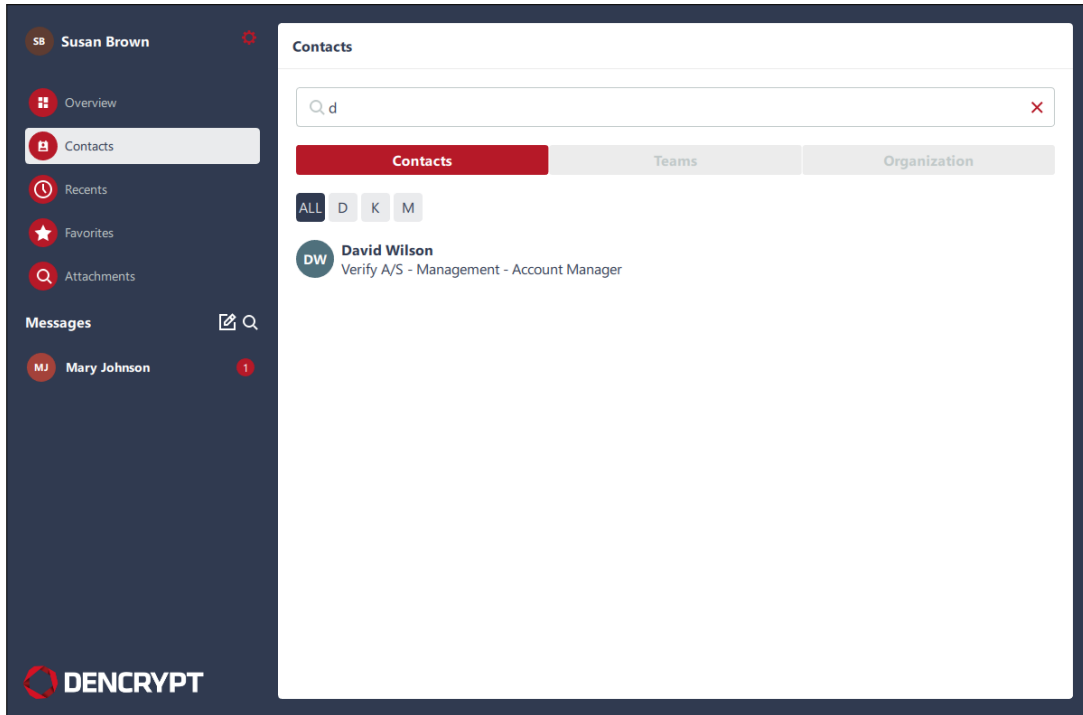 SB Susan Brown
Overview
Contacts
Recents
Favorites
Attachments
Messages
MJ Mary Johnson 1
DENCRYPT
Contacts
d
Contacts Teams Organization
ALL D K M
DW David Wilson
Verify A/S - Management - Account Manager